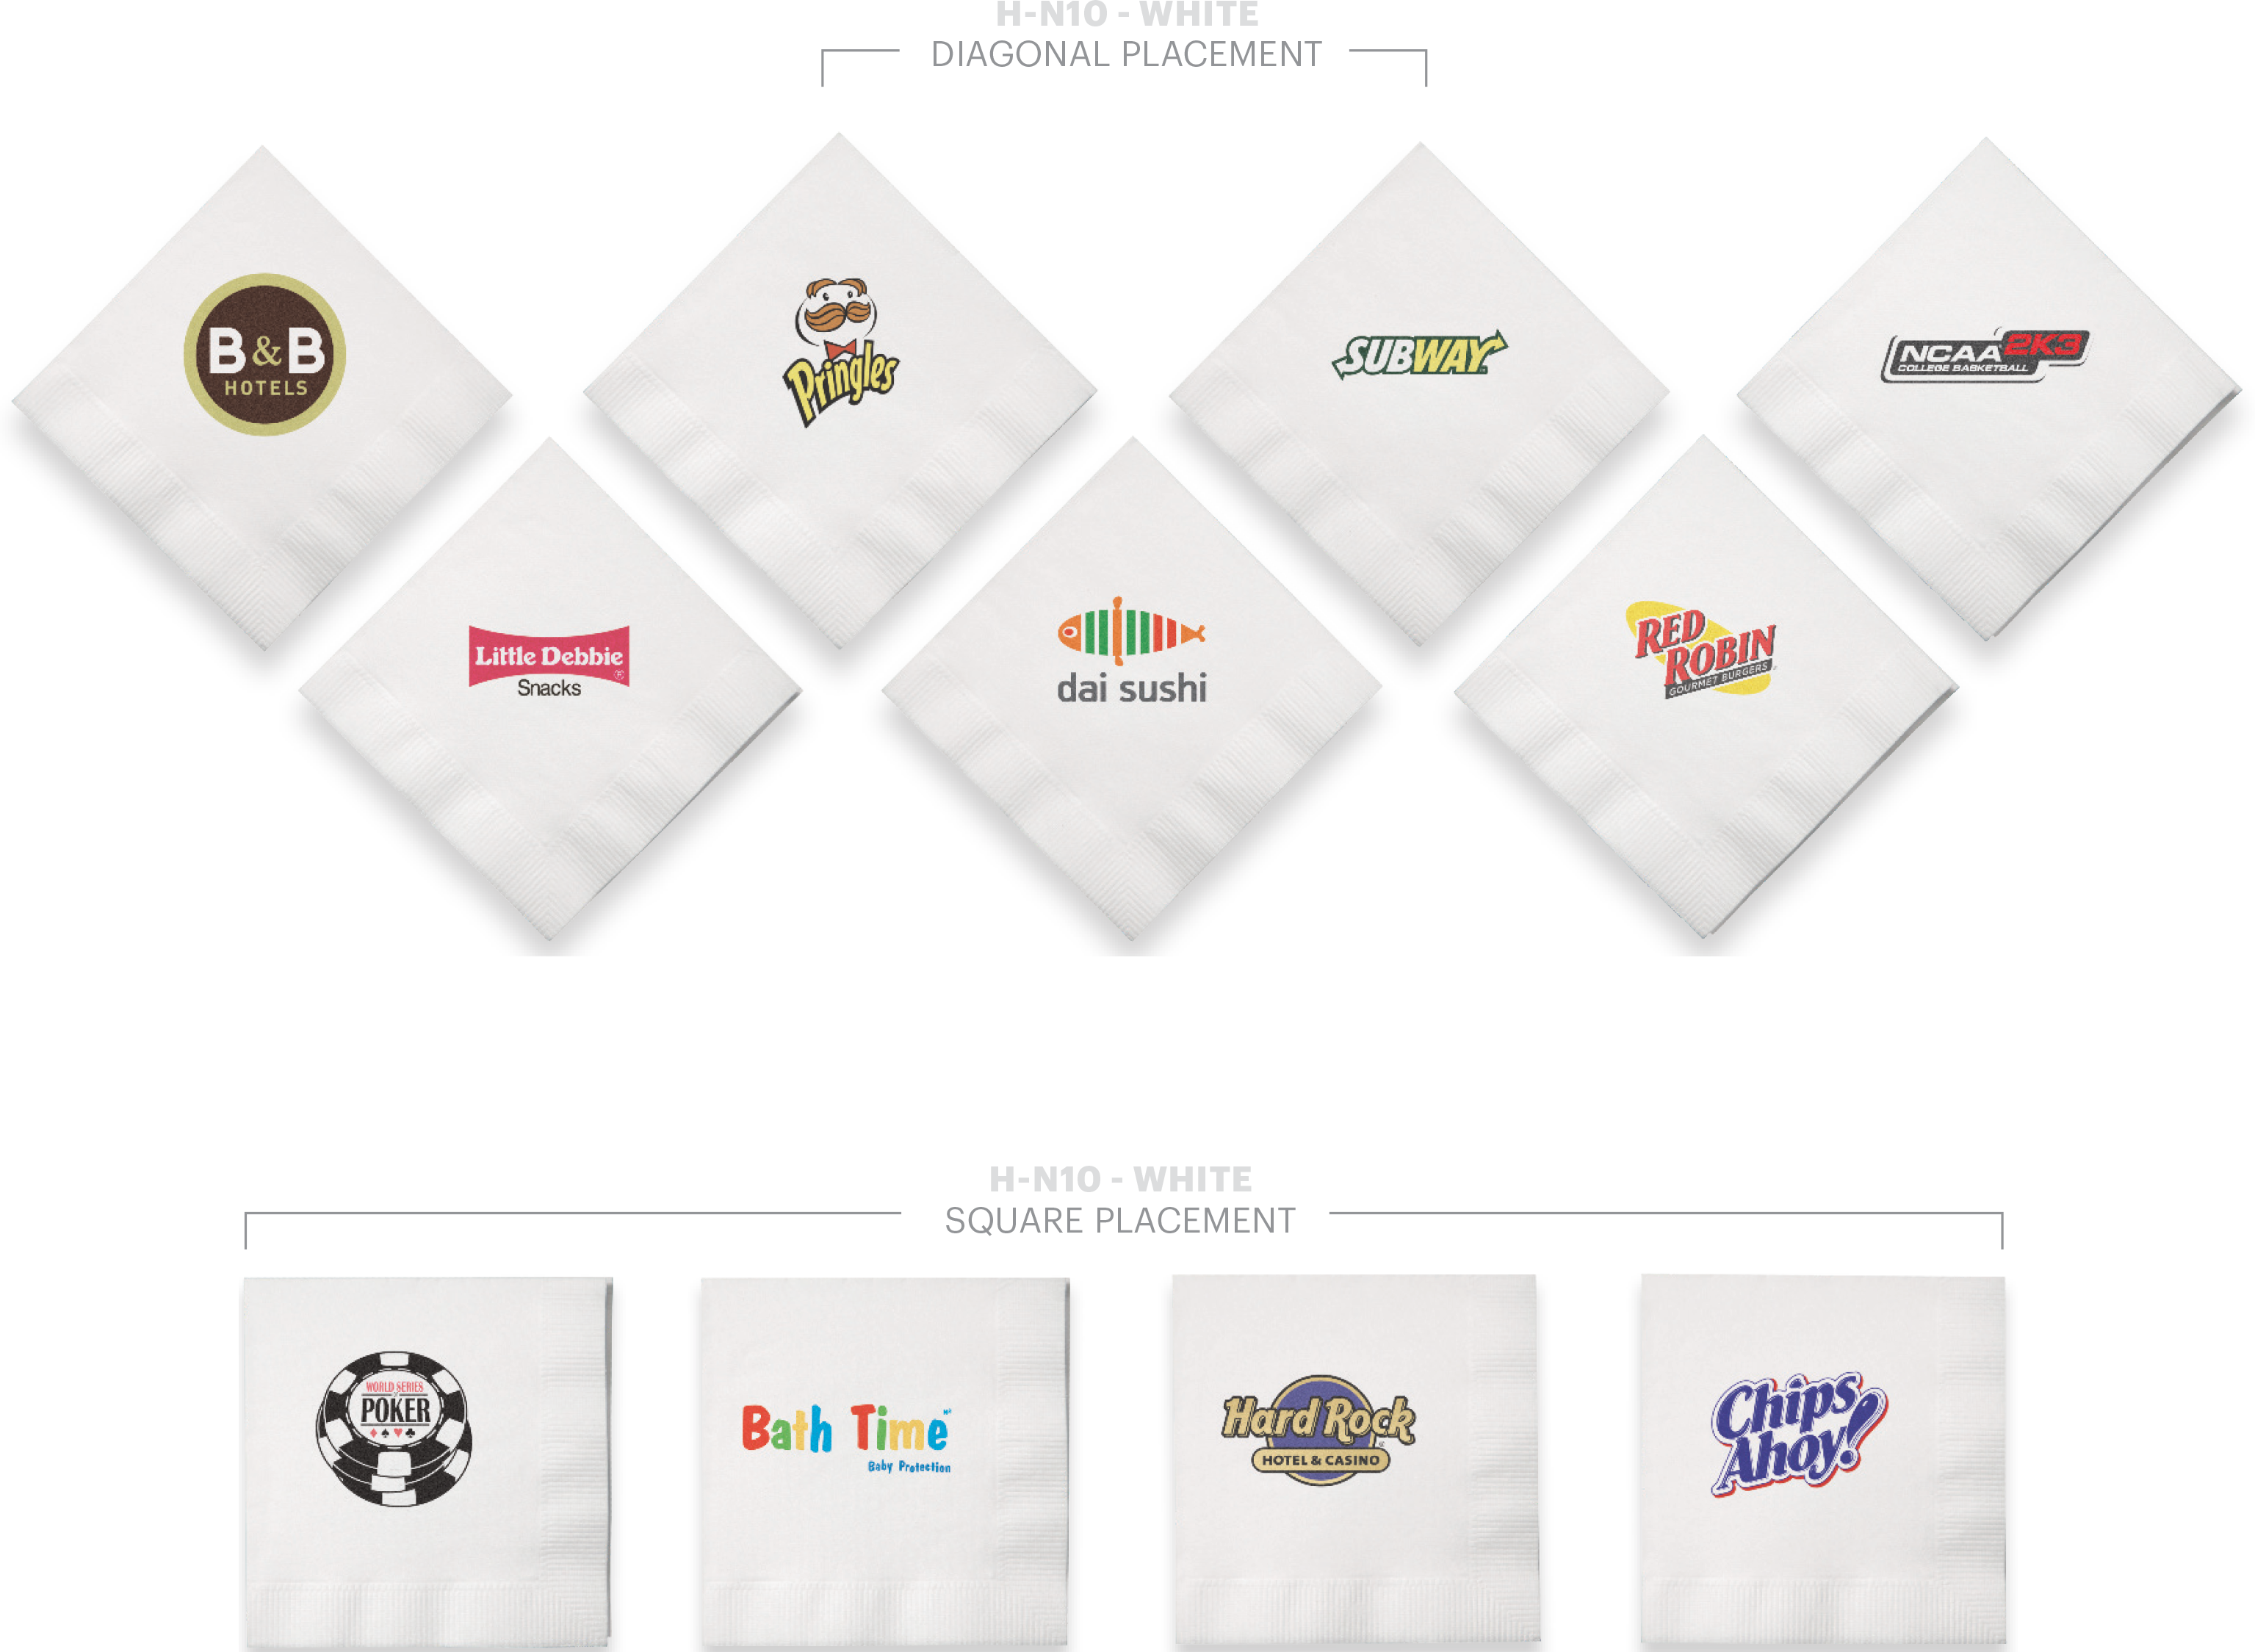 H-N10 - WHITE
DIAGONAL PLACEMENT
B&B
HOTELS
Pringles
SUBWAY
NCAA 2K3
COLLEGE BASKETBALL
Little Debbie
®
Snacks
dai sushi
RED
ROBIN
GOURMET BURGERS
H-N10 - WHITE
SQUARE PLACEMENT
WORLD SERIES
of
POKER
Bath Time
Baby Protection
Hard Rock
®
HOTEL & CASINO
Chips
Ahoy!